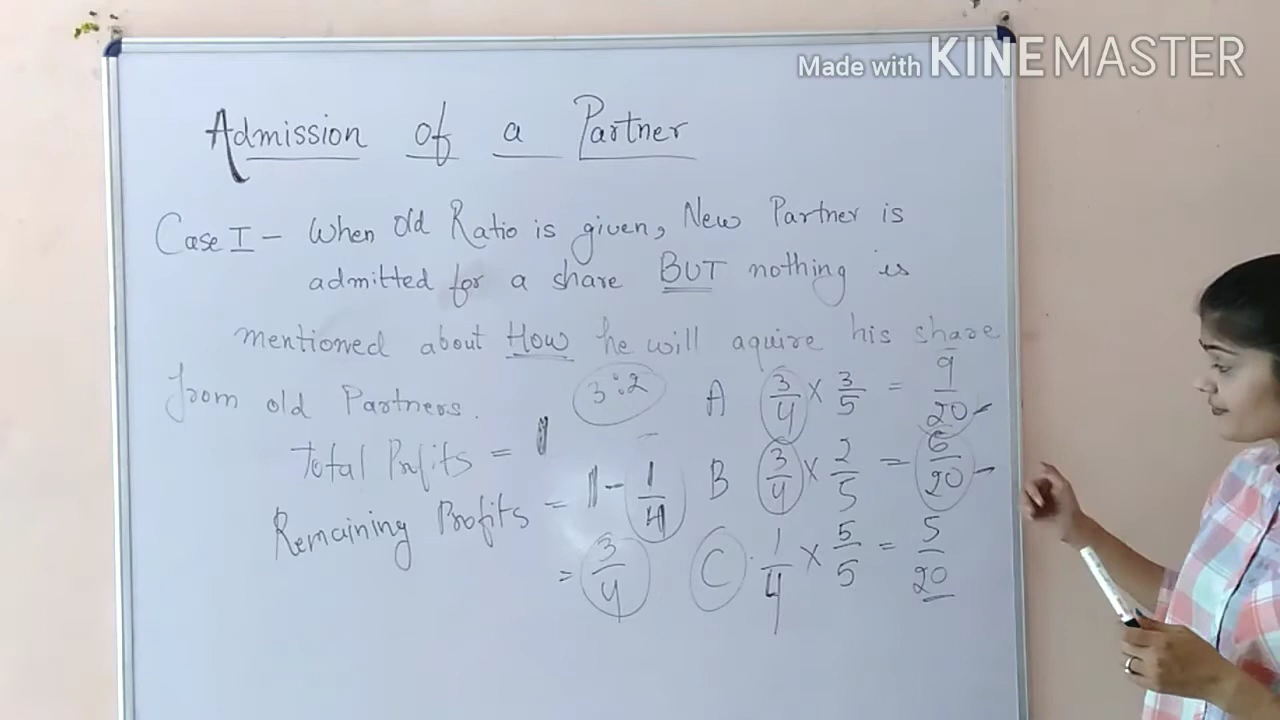 Made with KINEMASTER
Admission of a Partner
Case I - When old Ratio is given, New Partner is
admitted for a share BUT nothing is
mentioned about How he will aquire his share
from old Partners.
3:2
Total Profits = 1
Remaining Profits = 1 - 1/4
= 3/4
A 3/4 × 3/5 = 9/20
B 3/4 × 2/5 = 6/20
C 1/4 × 5/5 = 5/20